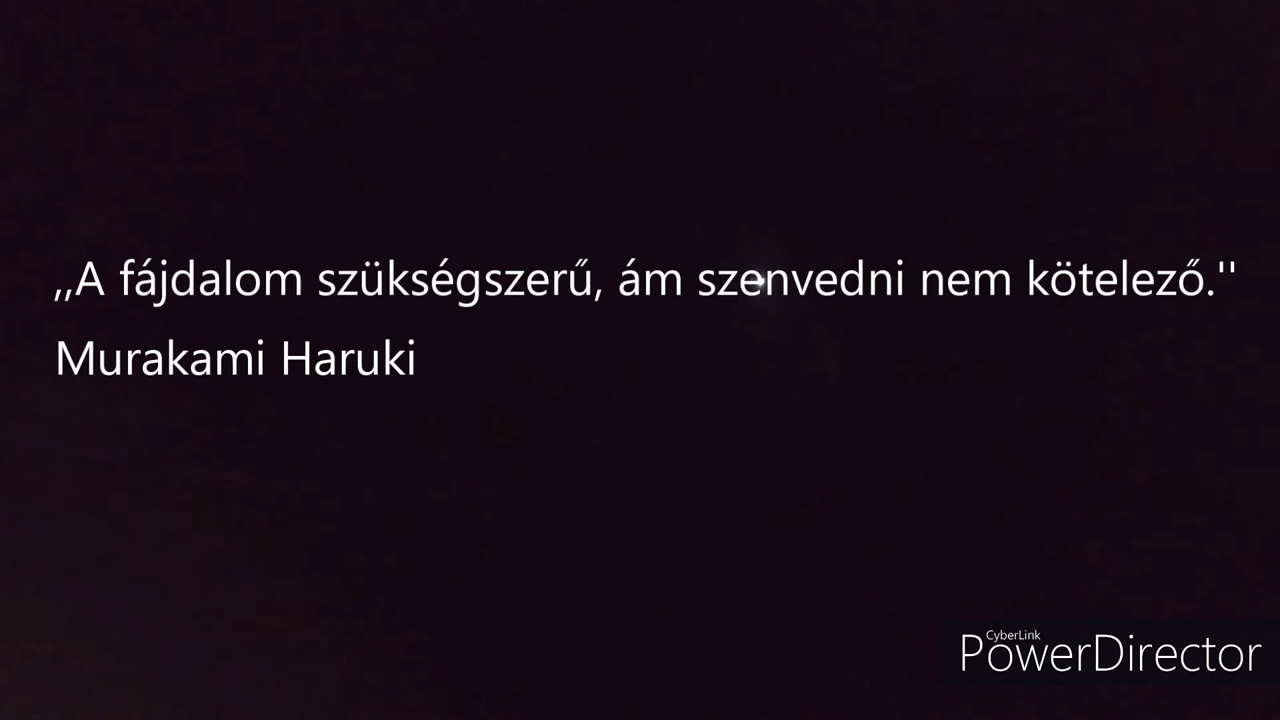 ,,A fájdalom szükségszerű, ám szenvedni nem kötelező.''
Murakami Haruki
CyberLink
PowerDirector